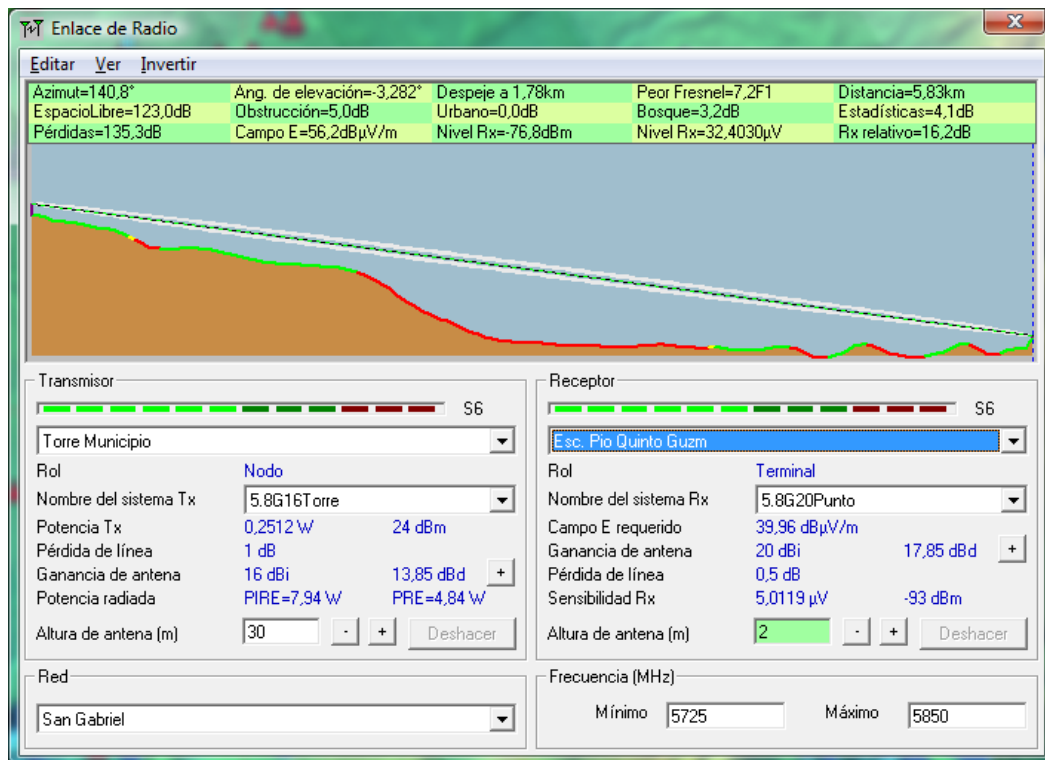 Enlace de Radio
Editar Ver Invertir
Azimut=140,8° Ang. de elevación=-3,282° Despeje a 1,78km Peor Fresnel=7,2F1 Distancia=5,83km
EspacioLibre=123,0dB Obstrucción=5,0dB Urbano=0,0dB Bosque=3,2dB Estadísticas=4,1dB
Pérdidas=135,3dB Campo E=56,2dBµV/m Nivel Rx=-76,8dBm Nivel Rx=32,4030µV Rx relativo=16,2dB
Transmisor
S6
Torre Municipio
Rol Nodo
Nombre del sistema Tx 5.8G16Torre
Potencia Tx 0,2512 W 24 dBm
Pérdida de línea 1 dB
Ganancia de antena 16 dBi 13,85 dBd +
Potencia radiada PIRE=7,94 W PRE=4,84 W
Altura de antena (m) 30 - + Deshacer
Receptor
S6
Esc. Pio Quinto Guzm
Rol Terminal
Nombre del sistema Rx 5.8G20Punto
Campo E requerido 39,96 dBµV/m
Ganancia de antena 20 dBi 17,85 dBd +
Pérdida de línea 0,5 dB
Sensibilidad Rx 5,0119 µV -93 dBm
Altura de antena (m) 2 - + Deshacer
Red
San Gabriel
Frecuencia (MHz)
Mínimo 5725 Máximo 5850